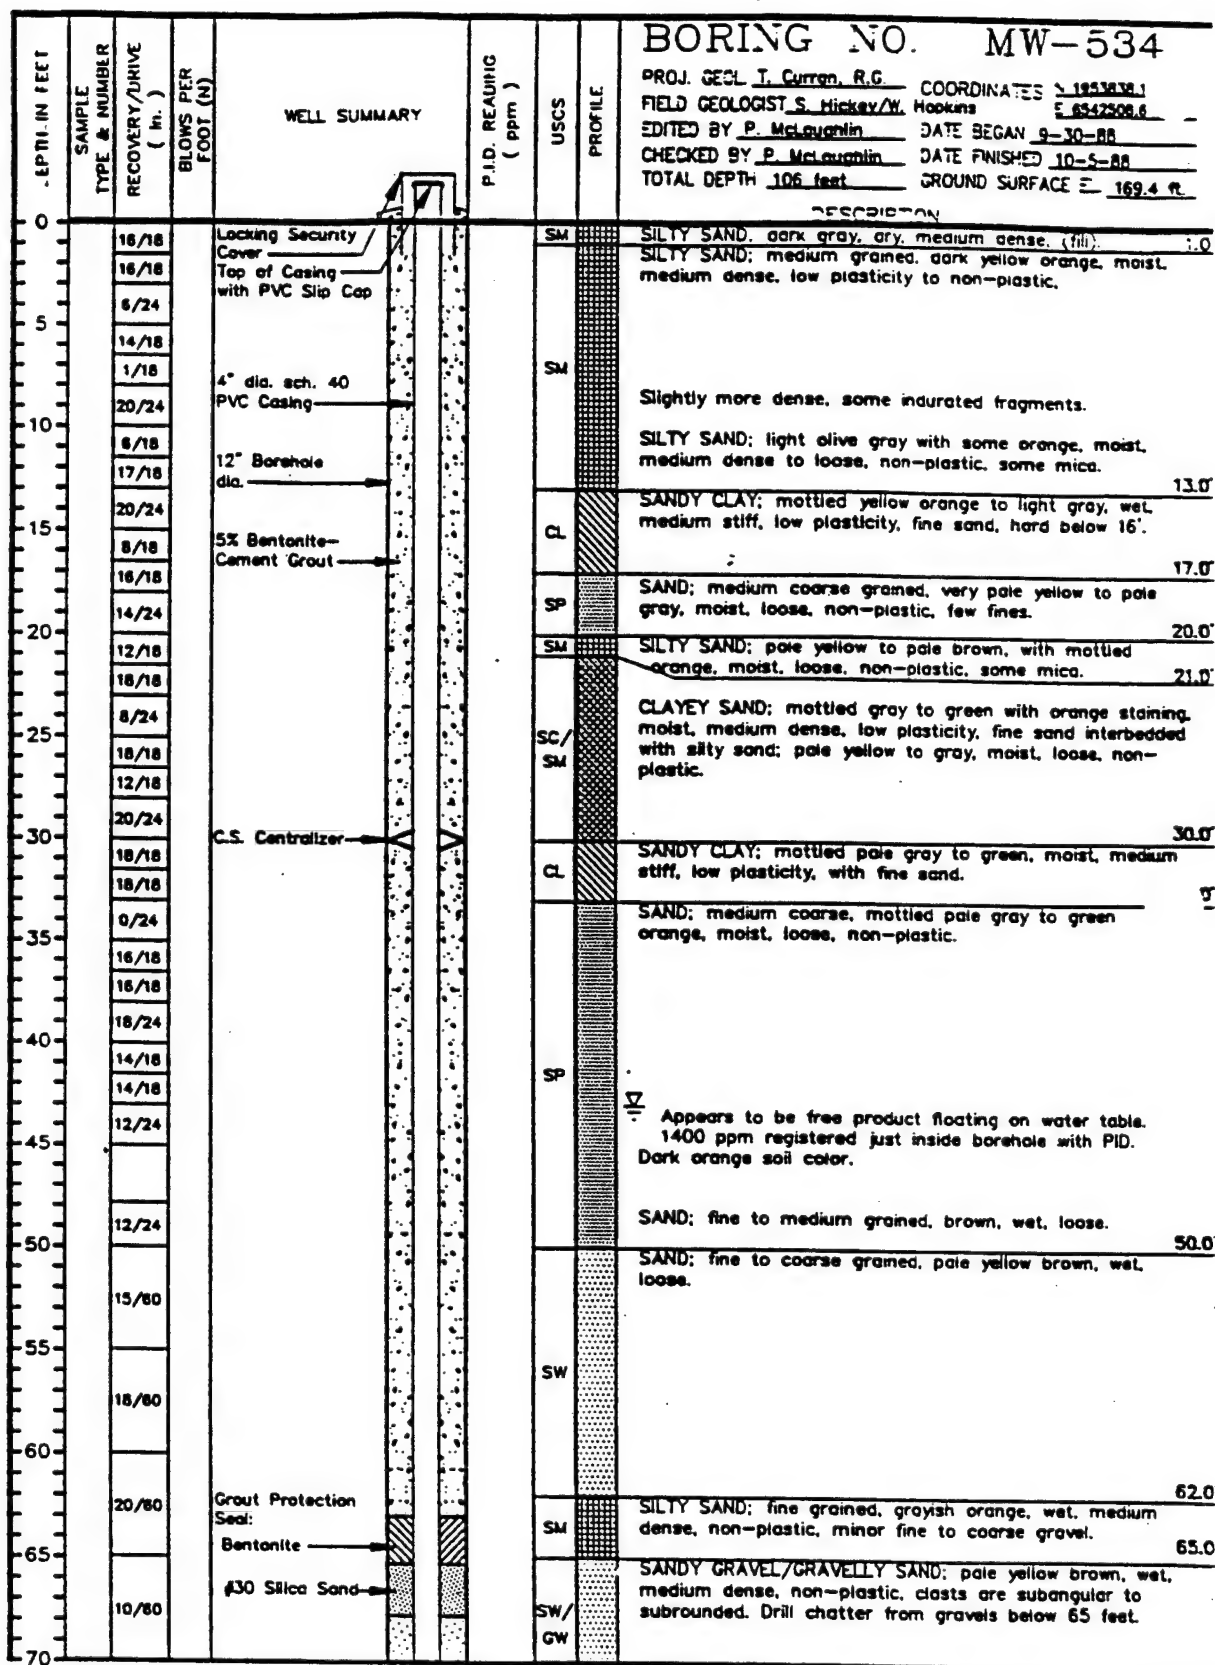 BORING NO. MW-534
PROJ. GEOL. T. Curran, R.G.
COORDINATES N 1953838.1
FIELD GEOLOGIST S. Hickey/W. Hopkins
E 6542508.6
EDITED BY P. McLaughlin
DATE BEGAN 9-30-88
CHECKED BY P. McLaughlin
DATE FINISHED 10-5-88
TOTAL DEPTH 106 feet
GROUND SURFACE E. 169.4 ft.
DESCRIPTION
DEPTH IN FEET
SAMPLE TYPE & NUMBER
RECOVERY/DRIVE ( In. )
BLOWS PER FOOT (N)
WELL SUMMARY
P.I.D. READING ( ppm )
USCS
PROFILE
0
16/18
Locking Security
Cover
SM
SILTY SAND, dark gray, dry, medium dense, (fill).
1.0
16/18
Top of Casing
with PVC Slip Cap
SILTY SAND; medium grained, dark yellow orange, moist,
medium dense, low plasticity to non-plastic.
6/24
5
14/18
1/18
SM
4" dia. sch. 40
PVC Casing
20/24
Slightly more dense, some indurated fragments.
10
6/18
SILTY SAND; light olive gray with some orange, moist,
medium dense to loose, non-plastic, some mica.
17/18
12" Borehole
dia.
13.0'
20/24
SANDY CLAY; mottled yellow orange to light gray, wet,
medium stiff, low plasticity, fine sand, hard below 16'.
15
CL
8/18
5% Bentonite-
Cement Grout
17.0'
16/18
SAND; medium coarse grained, very pale yellow to pale
gray, moist, loose, non-plastic, few fines.
SP
14/24
20
20.0'
12/18
SM
SILTY SAND; pale yellow to pale brown, with mottled
orange, moist, loose, non-plastic, some mica.
21.0'
18/18
8/24
CLAYEY SAND; mottled gray to green with orange staining,
moist, medium dense, low plasticity, fine sand interbedded
with silty sand; pale yellow to gray, moist, loose, non-
plastic.
25
SC/
SM
18/18
12/18
20/24
30
C.S. Centralizer
30.0'
18/18
SANDY CLAY; mottled pale gray to green, moist, medium
stiff, low plasticity, with fine sand.
CL
18/18
0/24
SAND; medium coarse, mottled pale gray to green
orange, moist, loose, non-plastic.
35
16/18
16/18
18/24
40
14/18
SP
14/18
12/24
Appears to be free product floating on water table.
1400 ppm registered just inside borehole with PID.
Dark orange soil color.
45
12/24
SAND; fine to medium grained, brown, wet, loose.
50
50.0'
SAND; fine to coarse grained, pale yellow brown, wet,
loose.
15/60
55
SW
18/60
60
62.0
20/60
Grout Protection
Seal:
SILTY SAND; fine grained, grayish orange, wet, medium
dense, non-plastic, minor fine to coarse gravel.
SM
Bentonite
65.0
65
SANDY GRAVEL/GRAVELLY SAND; pale yellow brown, wet,
medium dense, non-plastic, clasts are subangular to
subrounded. Drill chatter from gravels below 65 feet.
#30 Silica Sand
10/60
SW/
GW
70